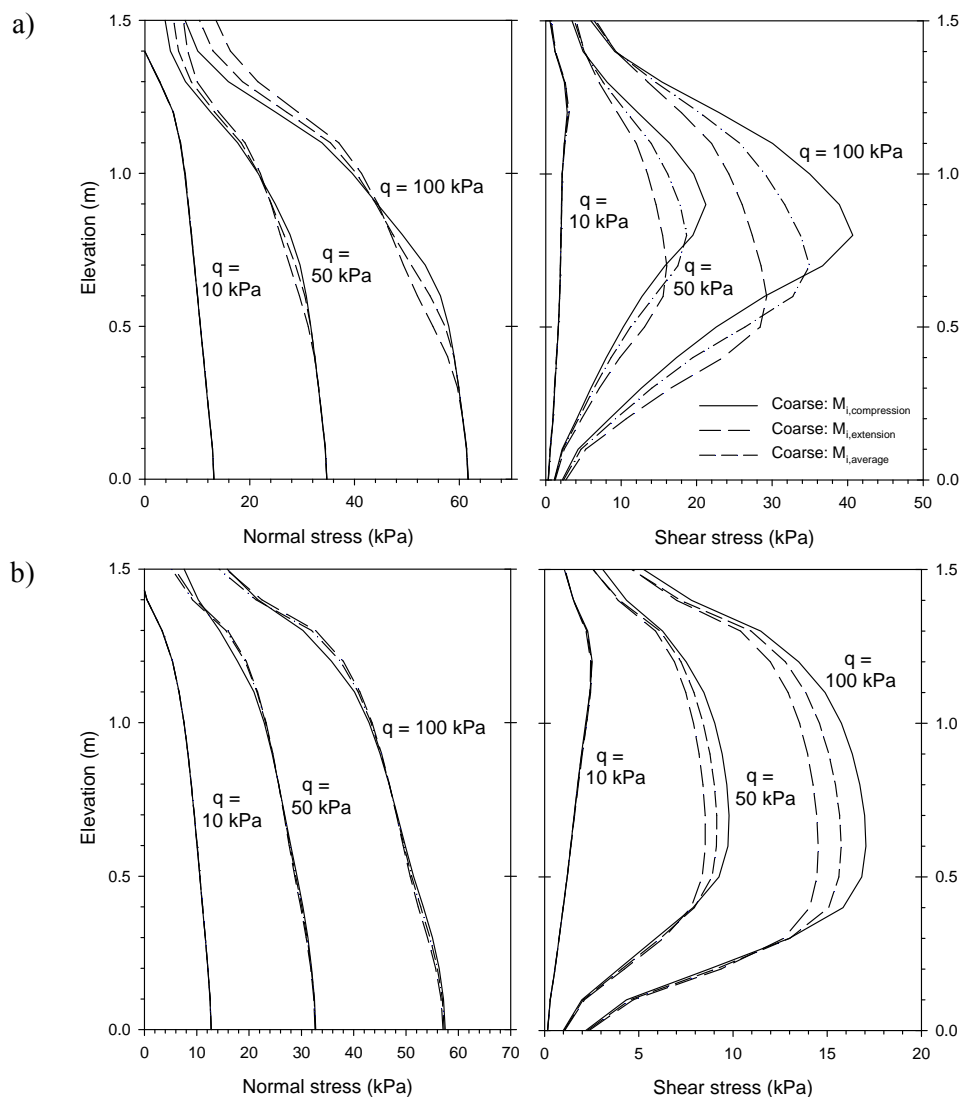 a)
1.5
1.0
0.5
0.0
Elevation (m)
q = 100 kPa
q =
10 kPa
q =
50 kPa
0 20 40 60 80
Normal stress (kPa)
q = 100 kPa
q =
10 kPa
q =
50 kPa
Coarse: Mi,compression
Coarse: Mi,extension
Coarse: Mi,average
1.5
1.0
0.5
0.0
0 10 20 30 40 50
Shear stress (kPa)
b)
1.5
1.0
0.5
0.0
Elevation (m)
q = 100 kPa
q =
10 kPa
q =
50 kPa
0 10 20 30 40 50 60 70
Normal stress (kPa)
q =
100 kPa
q =
10 kPa
q =
50 kPa
1.5
1.0
0.5
0.0
0 5 10 15 20
Shear stress (kPa)